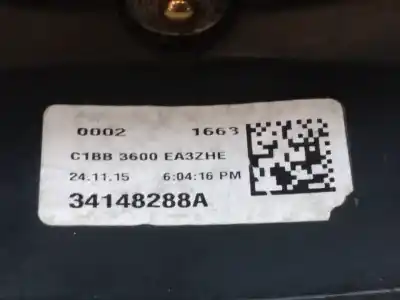 0002 1663
C1BB 3600 EA3ZHE
24.11.15 6:04:16 PM
34148288A